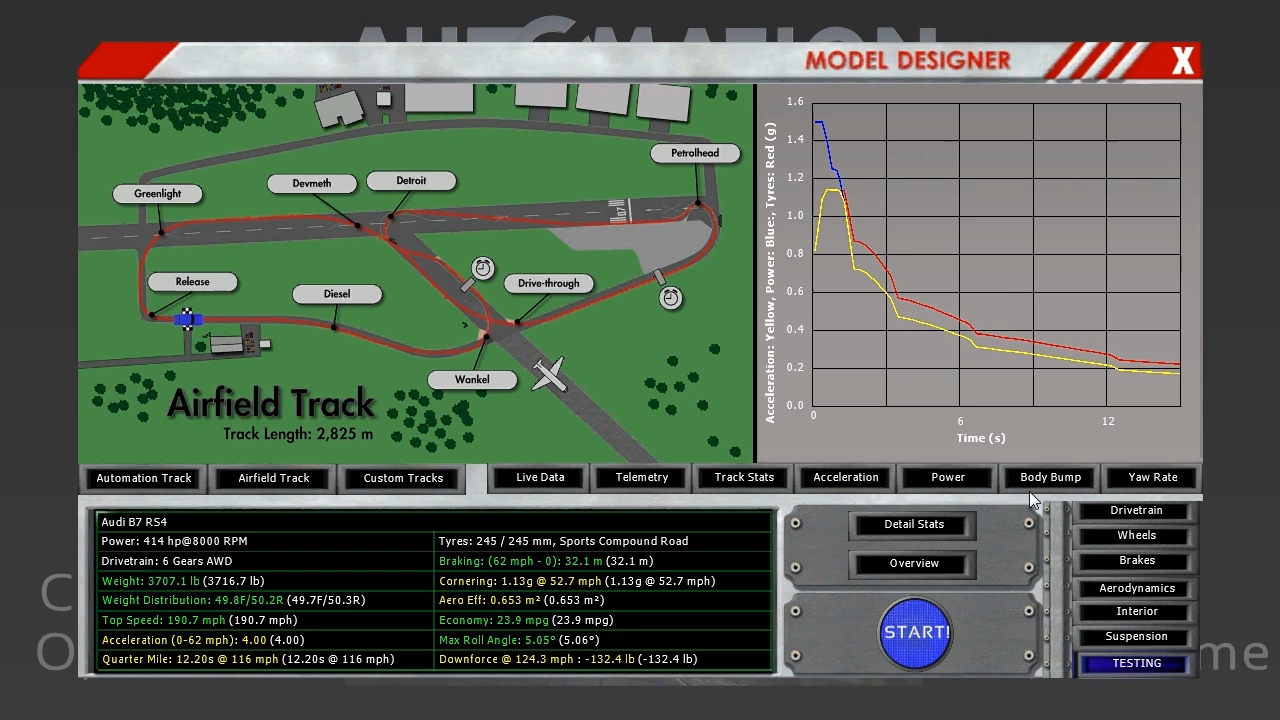 AUTOMATION
MODEL DESIGNER
X
Petrolhead
Detroit
Devmeth
Greenlight
07
Release
Diesel
Drive-through
Wankel
Airfield Track
Track Length: 2,825 m
Acceleration: Yellow, Power: Blue:, Tyres: Red (g)
1.6
1.4
1.2
1.0
0.8
0.6
0.4
0.2
0.0
0 6 12
Time (s)
Automation Track Airfield Track Custom Tracks Live Data Telemetry Track Stats Acceleration Power Body Bump Yaw Rate
Audi B7 RS4
Power: 414 hp@8000 RPM Tyres: 245 / 245 mm, Sports Compound Road
Drivetrain: 6 Gears AWD Braking: (62 mph - 0): 32.1 m (32.1 m)
Weight: 3707.1 lb (3716.7 lb) Cornering: 1.13g @ 52.7 mph (1.13g @ 52.7 mph)
Weight Distribution: 49.8F/50.2R (49.7F/50.3R) Aero Eff: 0.653 m² (0.653 m²)
Top Speed: 190.7 mph (190.7 mph) Economy: 23.9 mpg (23.9 mpg)
Acceleration (0-62 mph): 4.00 (4.00) Max Roll Angle: 5.05° (5.06°)
Quarter Mile: 12.20s @ 116 mph (12.20s @ 116 mph) Downforce @ 124.3 mph : -132.4 lb (-132.4 lb)
Detail Stats
Overview
START!
Drivetrain
Wheels
Brakes
Aerodynamics
Interior
Suspension
TESTING
C
O
me